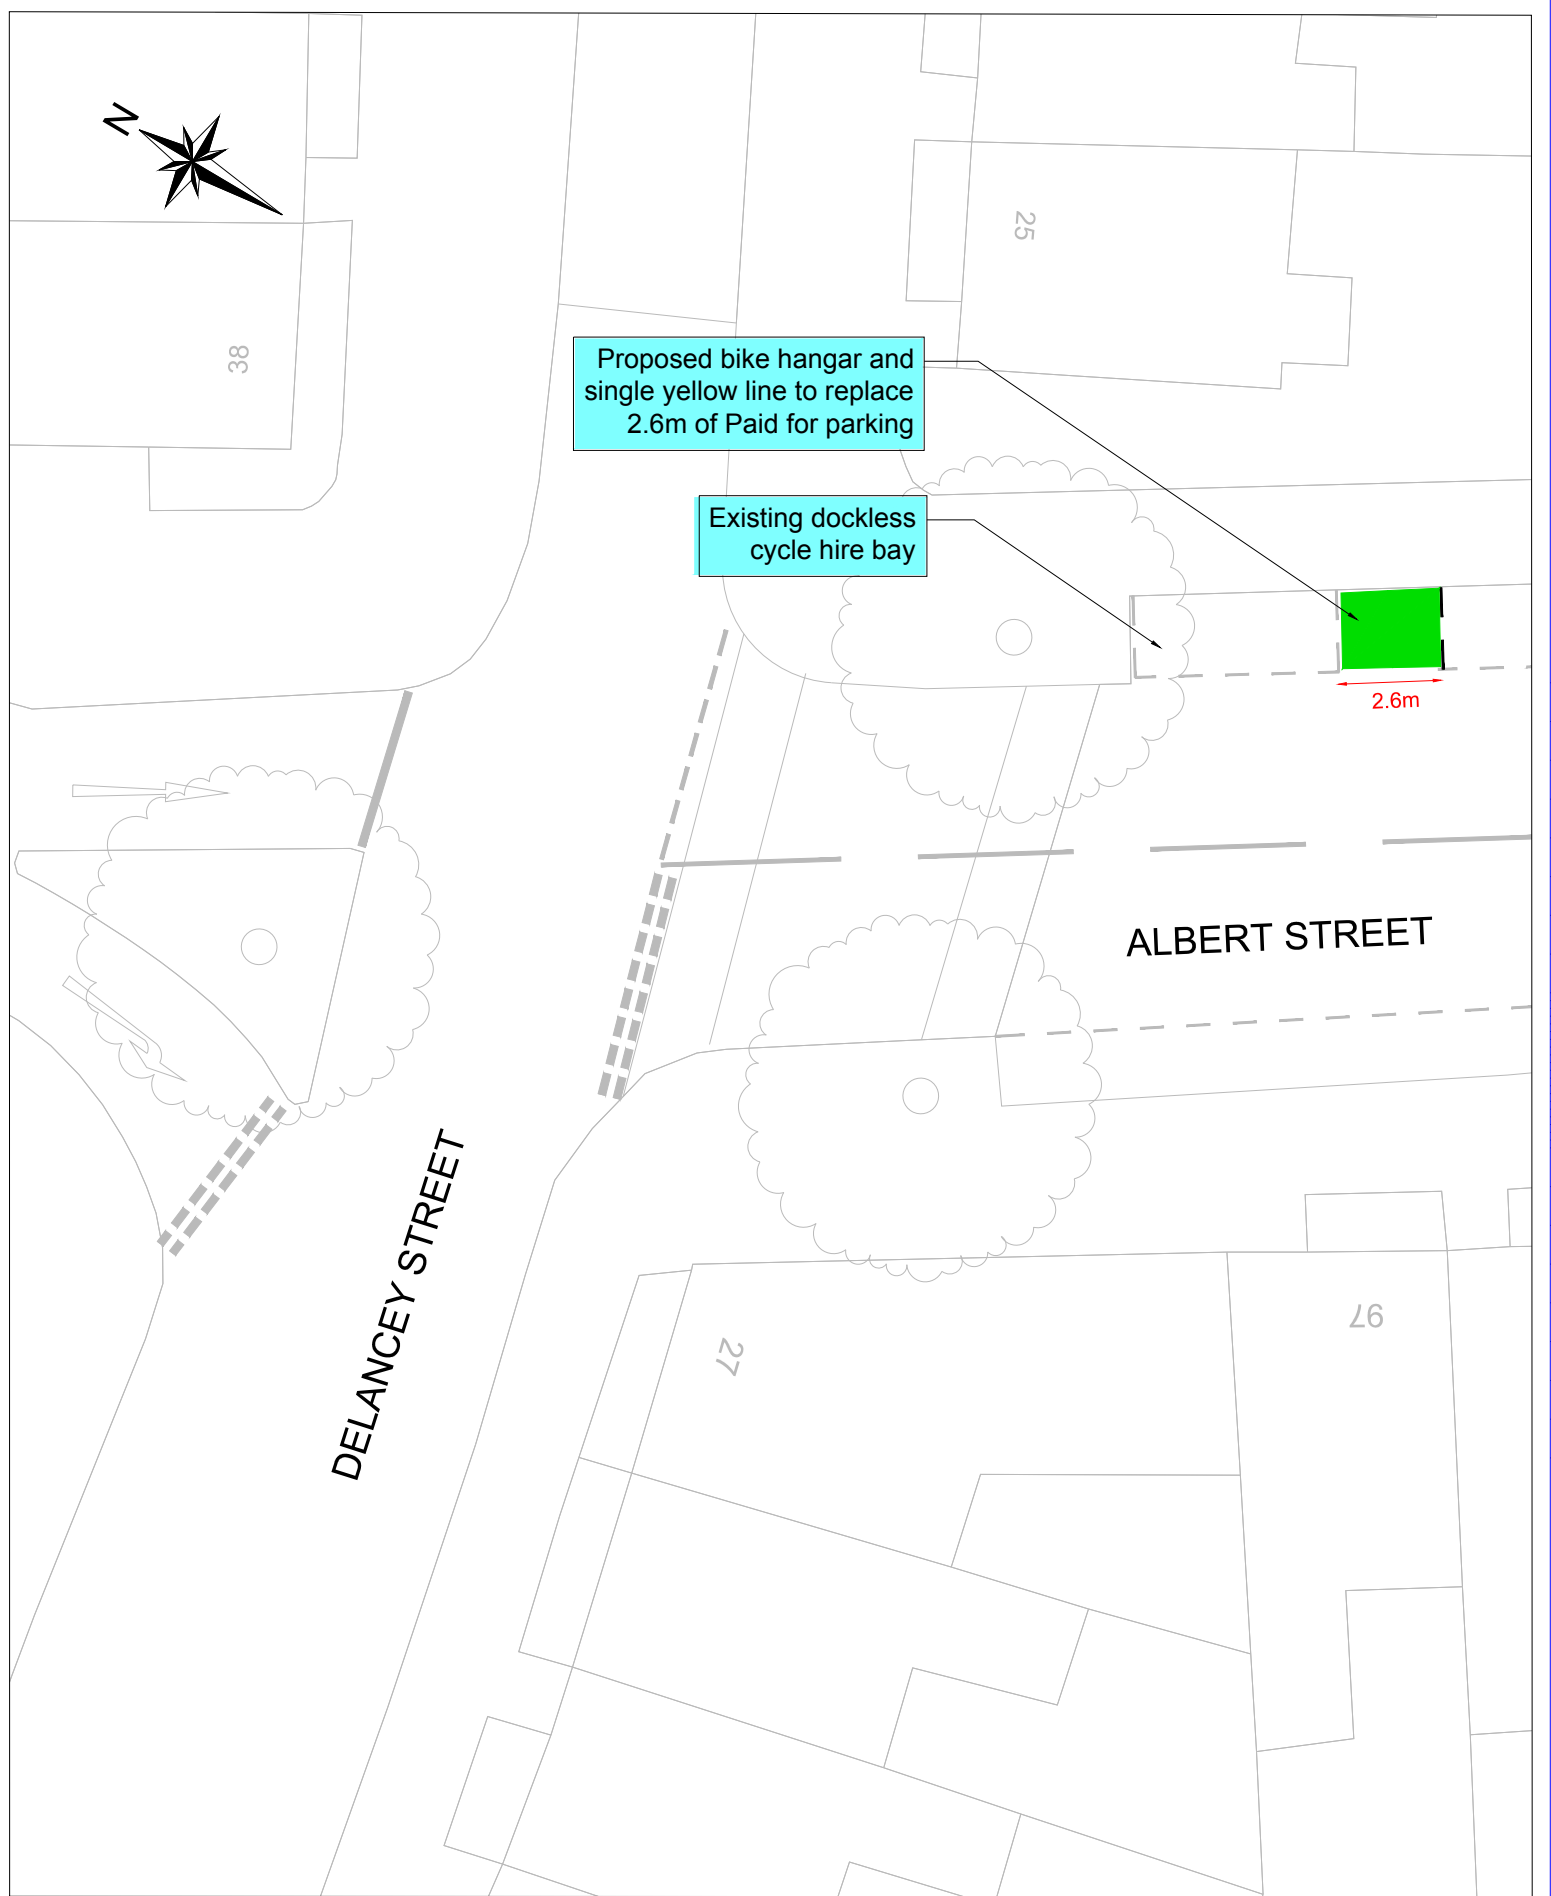 N
25
38
Proposed bike hangar and
single yellow line to replace
2.6m of Paid for parking
Existing dockless
cycle hire bay
2.6m
ALBERT STREET
DELANCEY STREET
97
27